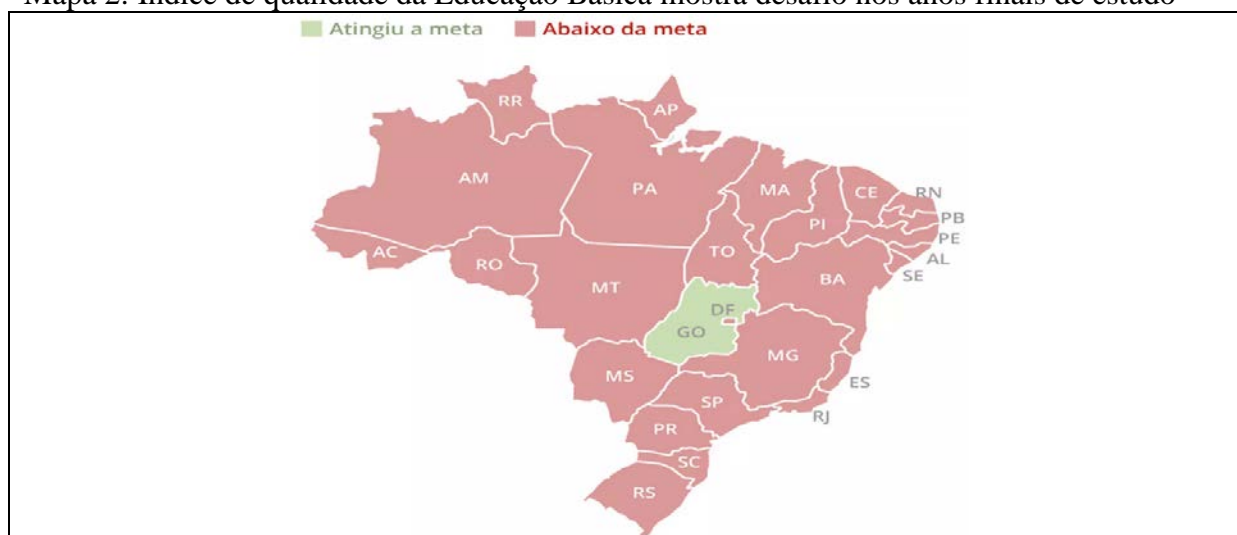 Mapa 2: Índice de qualidade da Educação Básica mostra desafio nos anos finais de estudo
Atingiu a meta Abaixo da meta
RR AP
AM PA MA CE RN
PI PB
PE
AC RO TO AL
MT BA SE
DF
GO
MG
MS ES
SP RJ
PR
SC
RS